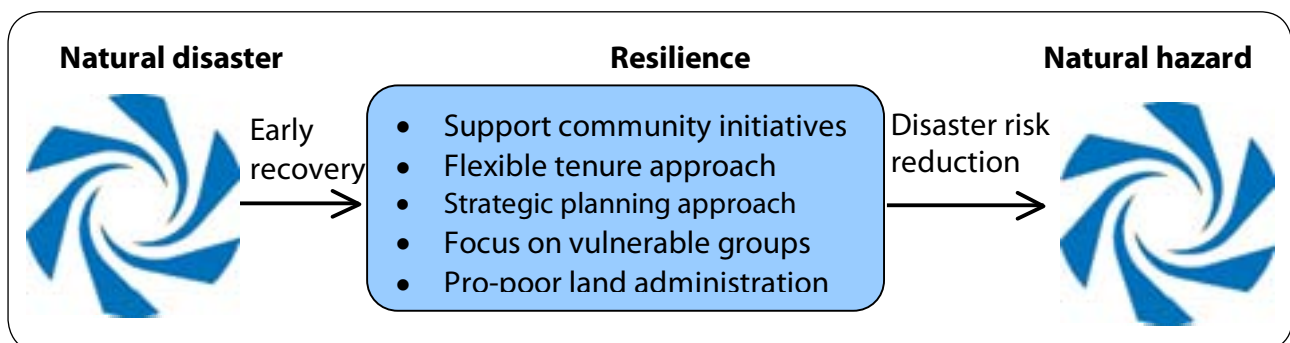 Natural disaster
Resilience
Natural hazard
Early
recovery
• Support community initiatives
• Flexible tenure approach
• Strategic planning approach
• Focus on vulnerable groups
• Pro-poor land administration
Disaster risk
reduction